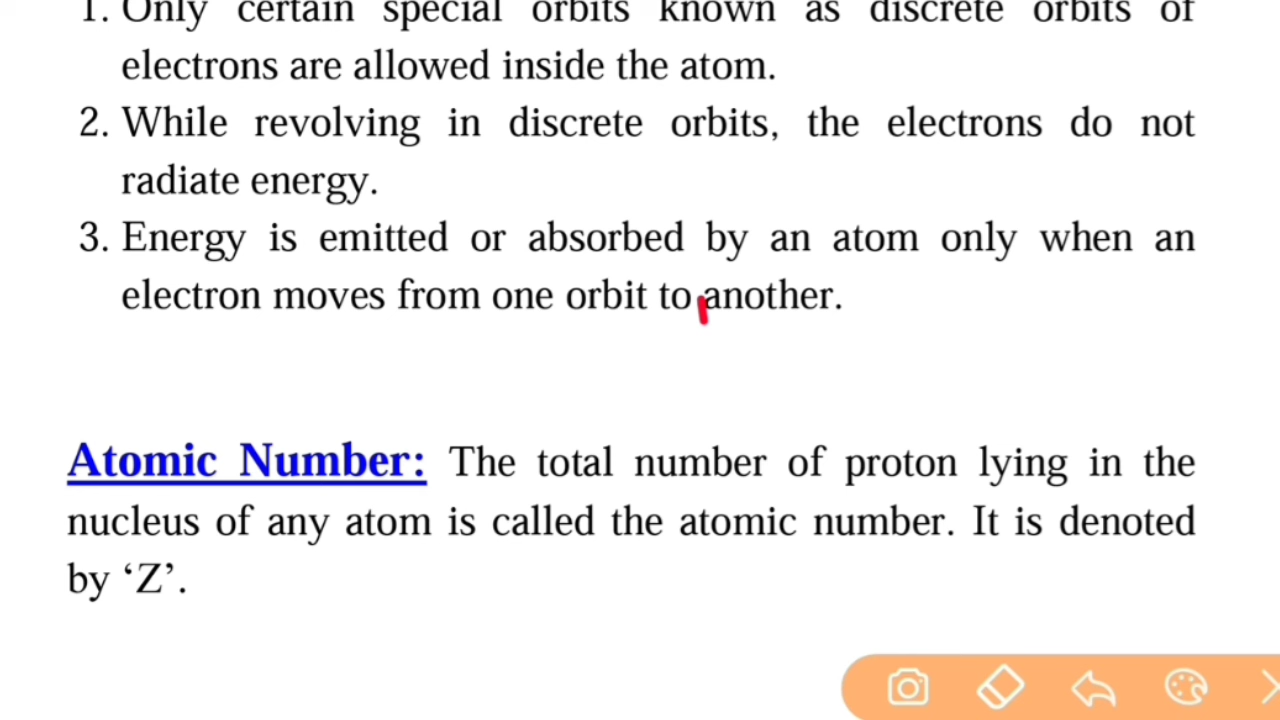 1. Only certain special orbits known as discrete orbits of
electrons are allowed inside the atom.
2. While revolving in discrete orbits, the electrons do not
radiate energy.
3. Energy is emitted or absorbed by an atom only when an
electron moves from one orbit to another.
Atomic Number: The total number of proton lying in the
nucleus of any atom is called the atomic number. It is denoted
by ‘Z’.